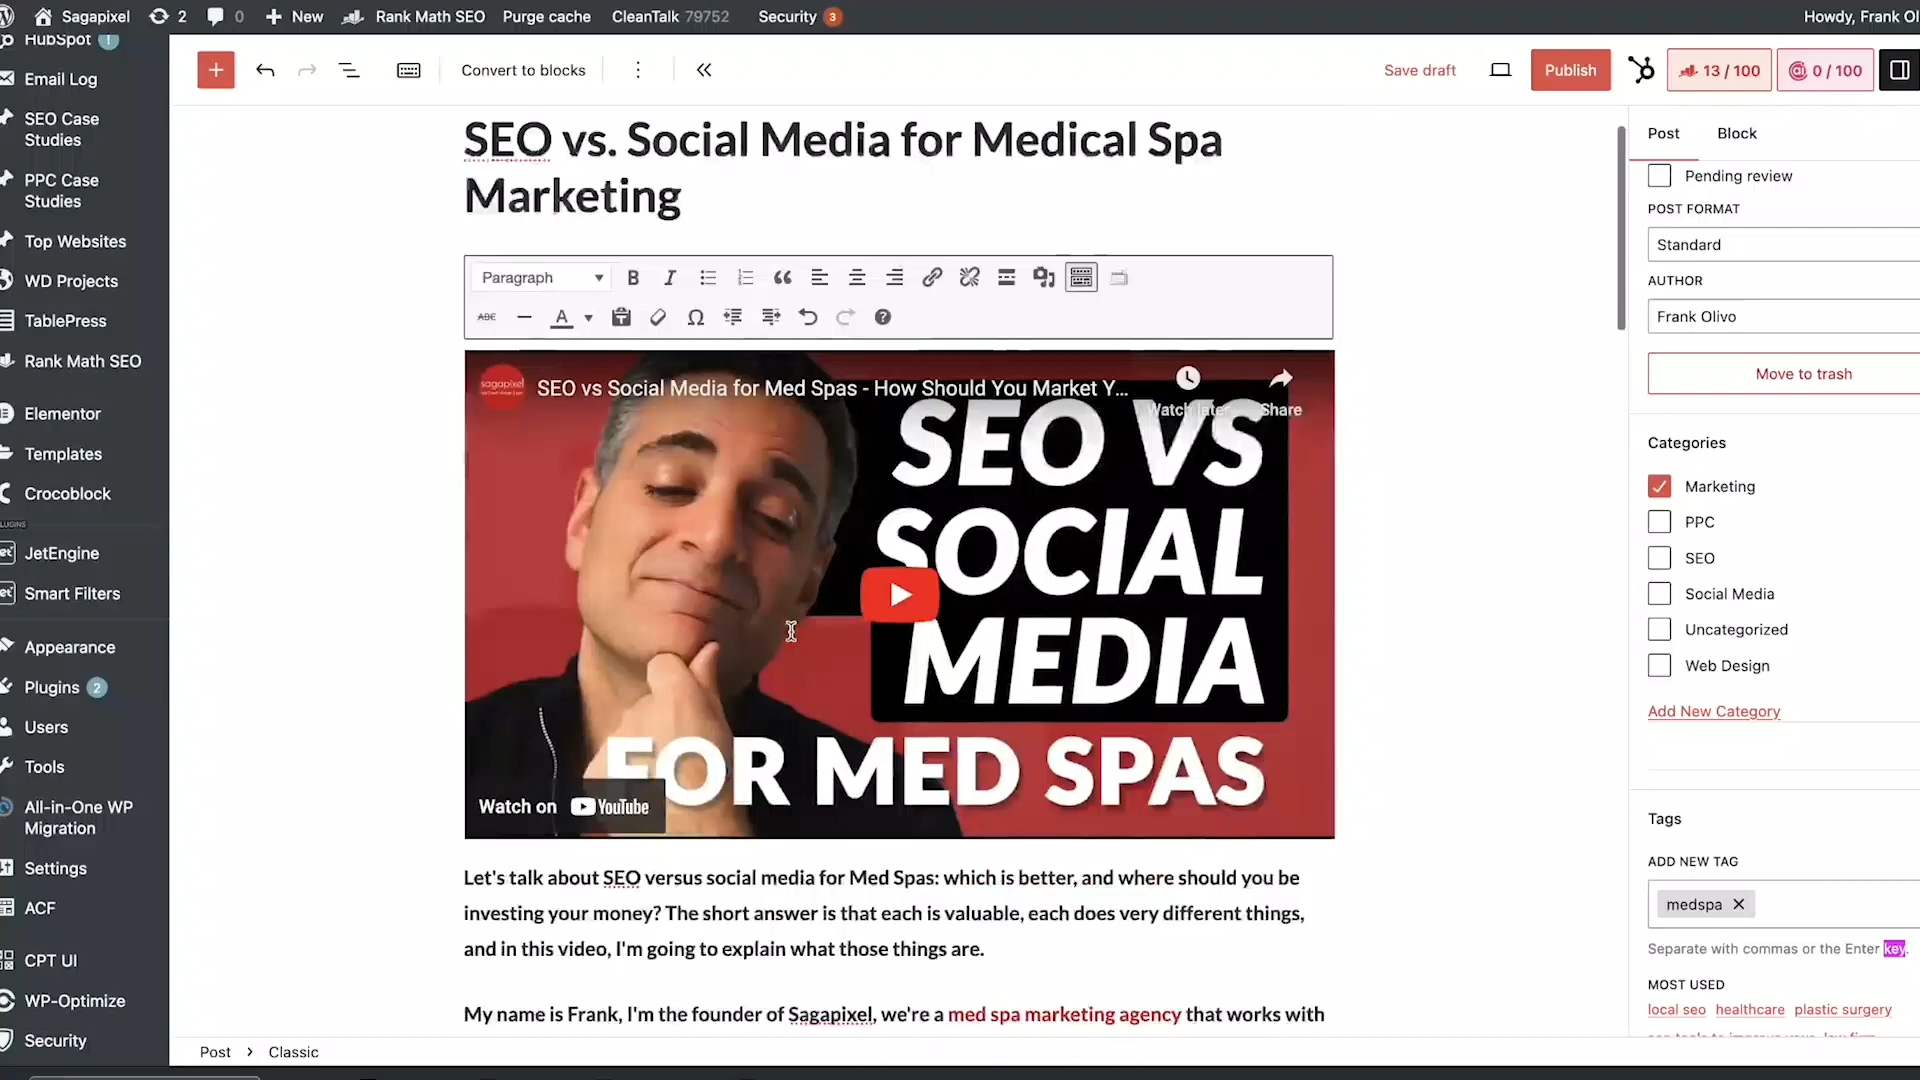 Sagapixel
2
0
New
Rank Math SEO
Purge cache
CleanTalk 79752
Security 3
Howdy, Frank Ol
HubSpot !
Email Log
SEO Case
Studies
PPC Case
Studies
Top Websites
WD Projects
TablePress
Rank Math SEO
Elementor
Templates
Crocoblock
LUGINS
JetEngine
Smart Filters
Appearance
Plugins 2
Users
Tools
All-in-One WP
Migration
Settings
ACF
CPT UI
WP-Optimize
Security
Convert to blocks
Save draft
Publish
13 / 100
0 / 100
SEO vs. Social Media for Medical Spa
Marketing
Paragraph
B I
ABC A
sagapixel
SEO vs Social Media for Med Spas - How Should You Market Y...
Watch later
Share
SEO VS
SOCIAL
MEDIA
FOR MED SPAS
Watch on YouTube
Let's talk about SEO versus social media for Med Spas: which is better, and where should you be
investing your money? The short answer is that each is valuable, each does very different things,
and in this video, I'm going to explain what those things are.
My name is Frank, I'm the founder of Sagapixel, we're a med spa marketing agency that works with
Post > Classic
Post
Block
Pending review
POST FORMAT
Standard
AUTHOR
Frank Olivo
Move to trash
Categories
Marketing
PPC
SEO
Social Media
Uncategorized
Web Design
Add New Category
Tags
ADD NEW TAG
medspa
Separate with commas or the Enter key.
MOST USED
local seo healthcare plastic surgery